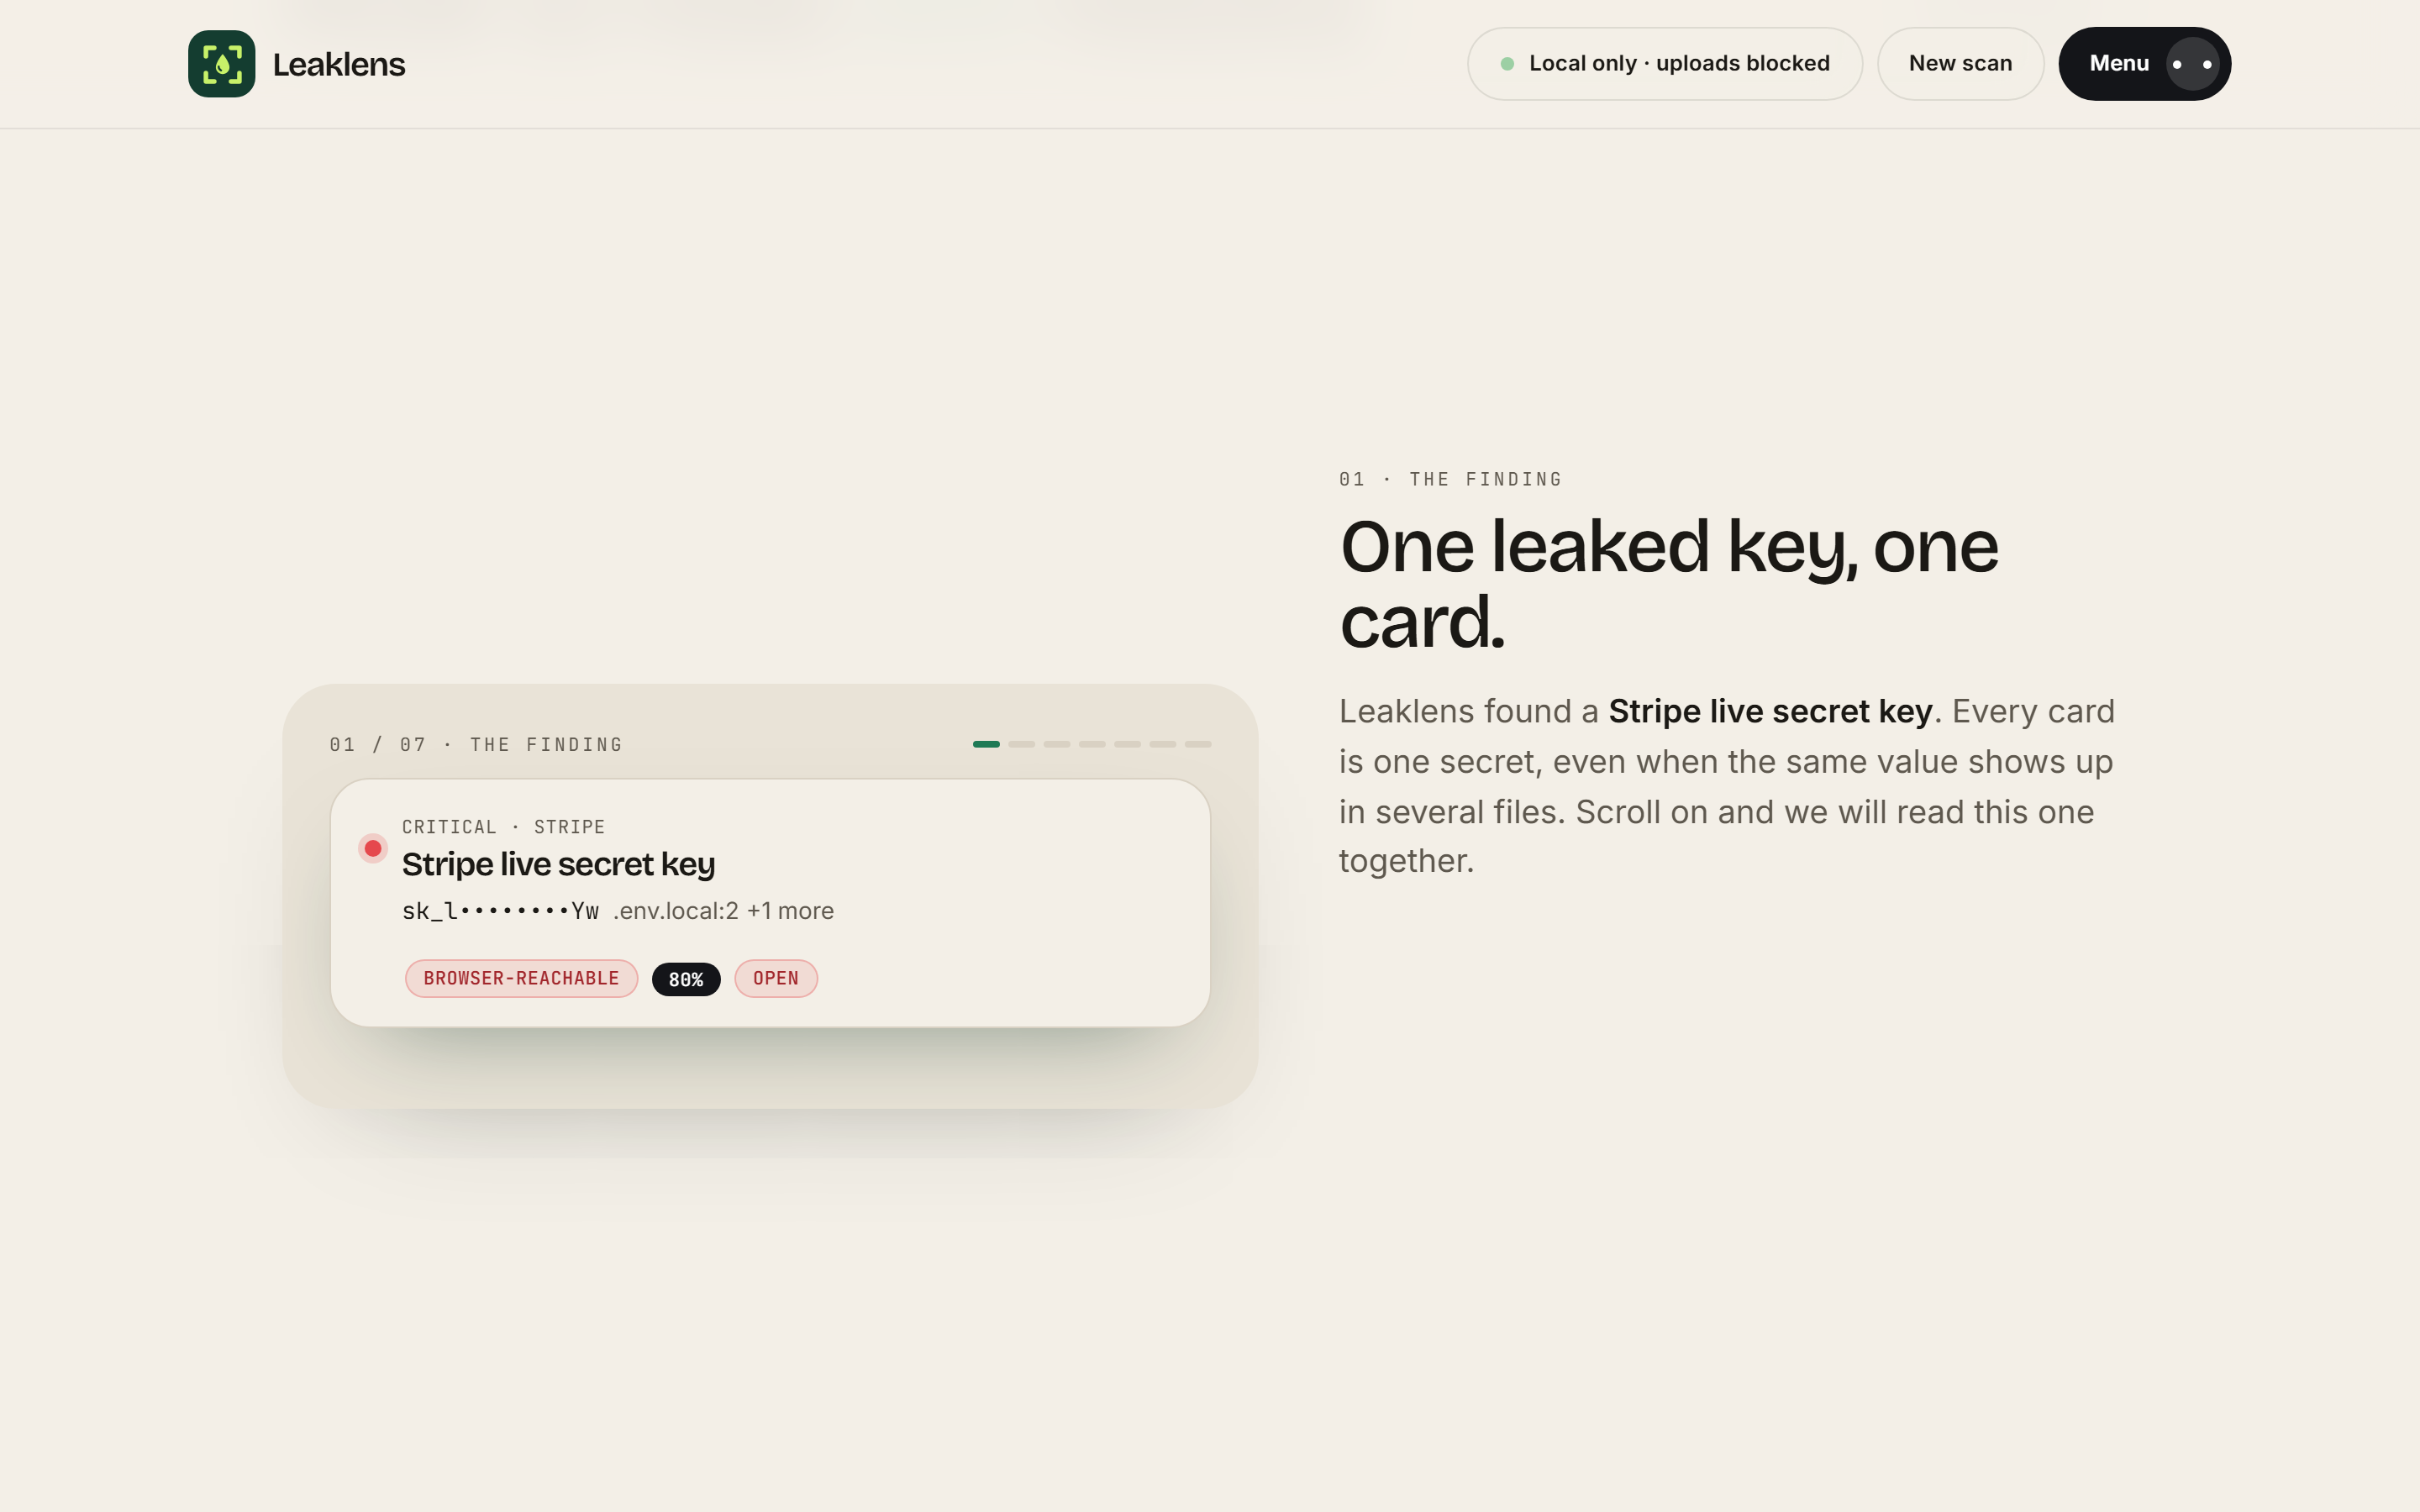 Leaklens
Local only · uploads blocked
New scan
Menu
01 · THE FINDING
One leaked key, one
card.
Leaklens found a Stripe live secret key. Every card
is one secret, even when the same value shows up
in several files. Scroll on and we will read this one
together.
01 / 07 · THE FINDING
CRITICAL · STRIPE
Stripe live secret key
sk_l••••••••Yw .env.local:2 +1 more
BROWSER-REACHABLE 80% OPEN